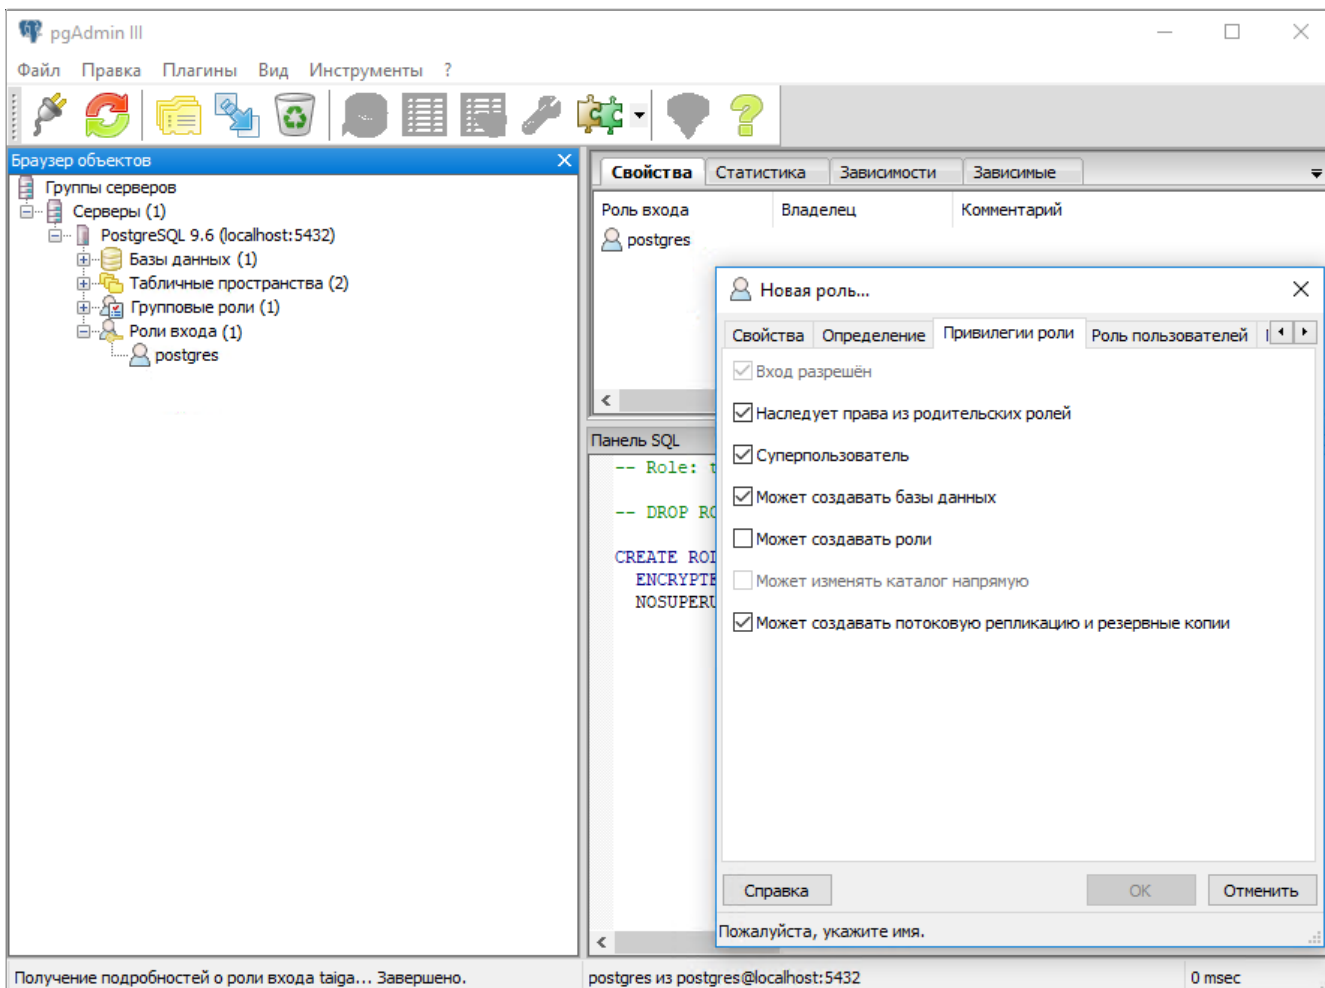 pgAdmin III
Файл Правка Плагины Вид Инструменты ?
Браузер объектов
Группы серверов
Серверы (1)
PostgreSQL 9.6 (localhost:5432)
Базы данных (1)
Табличные пространства (2)
Групповые роли (1)
Роли входа (1)
postgres
Свойства Статистика Зависимости Зависимые
Роль входа Владелец Комментарий
postgres
Панель SQL
-- Role: t
-- DROP RO
CREATE ROL
ENCRYPTE
NOSUPERU
Новая роль...
Свойства Определение Привилегии роли Роль пользователей
Вход разрешён
Наследует права из родительских ролей
Суперпользователь
Может создавать базы данных
Может создавать роли
Может изменять каталог напрямую
Может создавать потоковую репликацию и резервные копии
Справка OK Отменить
Пожалуйста, укажите имя.
Получение подробностей о роли входа taiga... Завершено. postgres из postgres@localhost:5432 0 msec